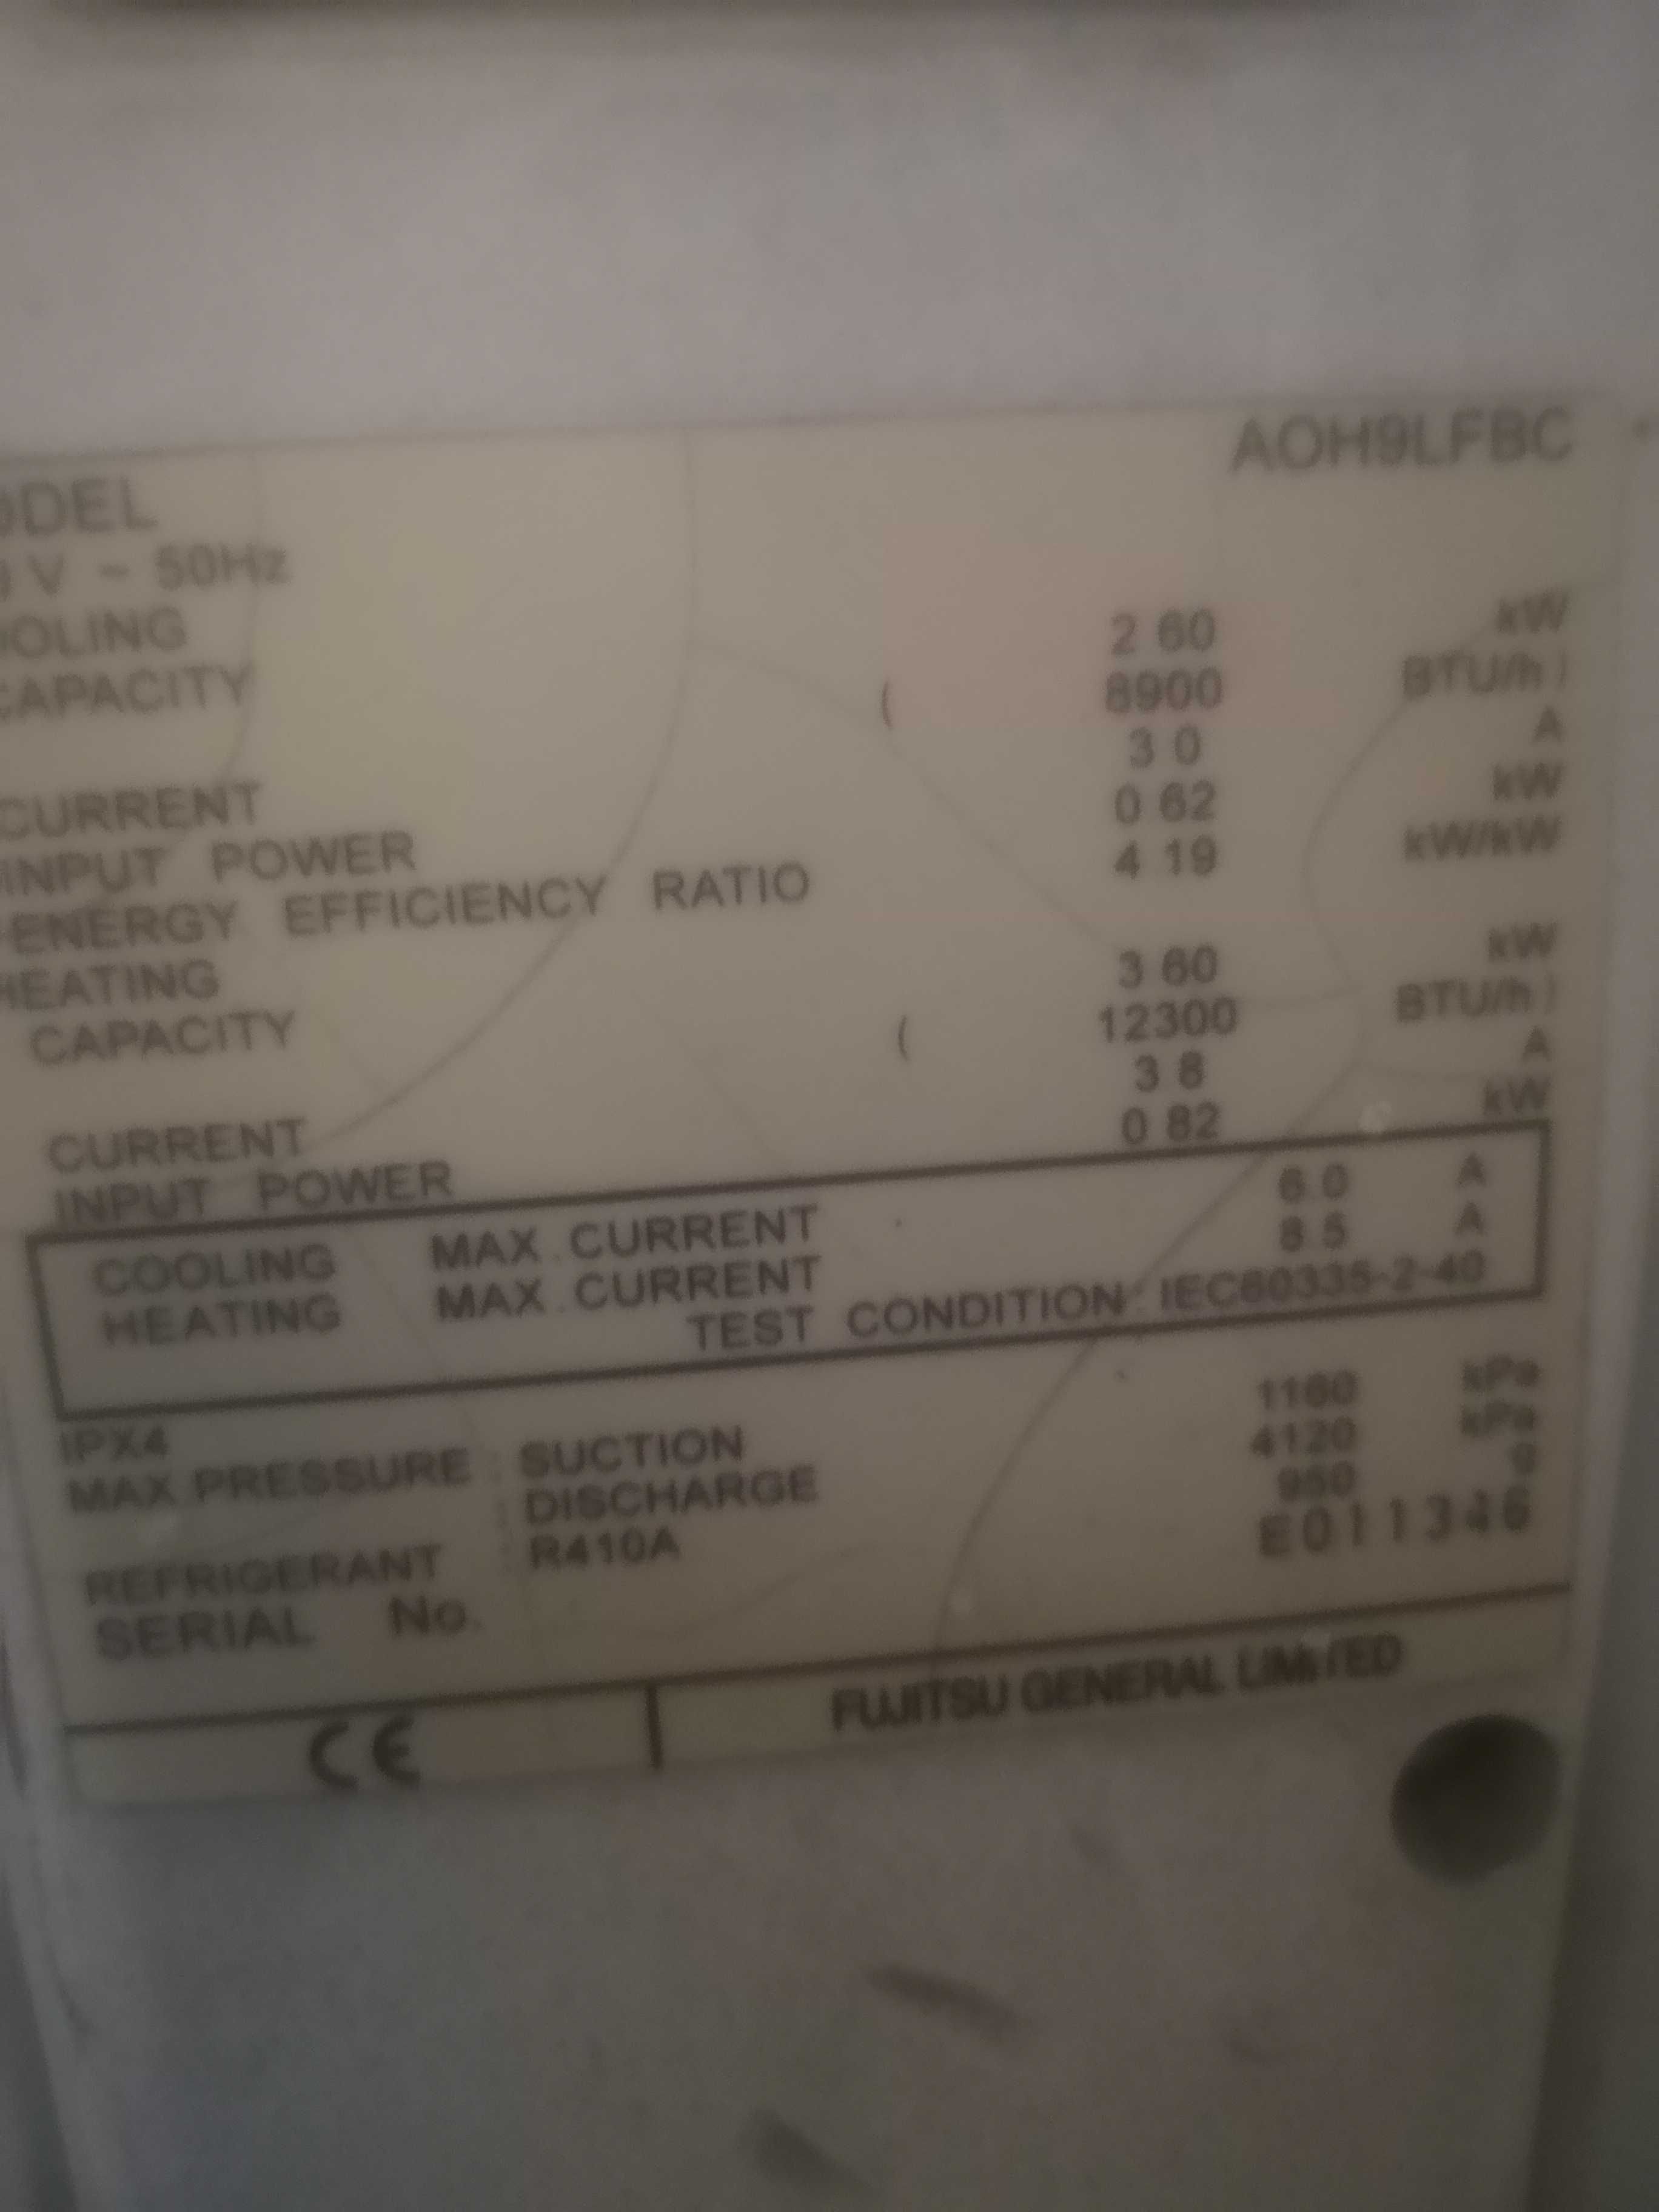 ODEL AOH9LFBC
V ~ 50Hz
OOLING
CAPACITY 2 60 kW
( 8900 BTU/h )
CURRENT 3 0 A
INPUT POWER 0 62 kW
ENERGY EFFICIENCY RATIO 4 19 kW/kW
HEATING
CAPACITY 3 60 kW
( 12300 BTU/h )
CURRENT 3 8 A
INPUT POWER 0 82 kW
COOLING MAX. CURRENT 6.0 A
HEATING MAX. CURRENT 8.5 A
TEST CONDITION : IEC60335-2-40
IPX4
MAX.PRESSURE : SUCTION 1160 kPa
: DISCHARGE 4120 kPa
REFRIGERANT : R410A 950 g
SERIAL No. E011346
CE FUJITSU GENERAL LIMITED